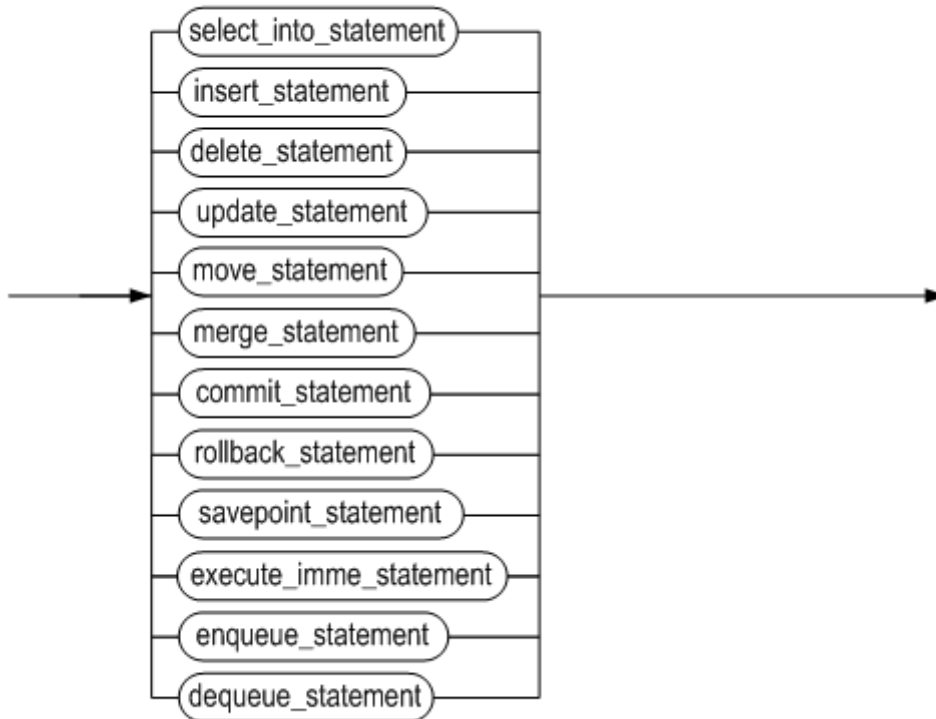 select_into_statement
insert_statement
delete_statement
update_statement
move_statement
merge_statement
commit_statement
rollback_statement
savepoint_statement
execute_imme_statement
enqueue_statement
dequeue_statement